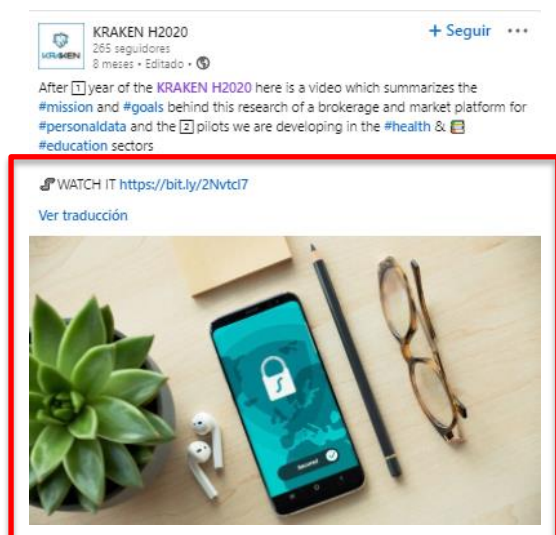 KRAKEN
KRAKEN H2020
+ Seguir
265 seguidores
8 meses • Editado •
After 1 year of the KRAKEN H2020 here is a video which summarizes the
#mission and #goals behind this research of a brokerage and market platform for
#personaldata and the 2 pilots we are developing in the #health &
#education sectors
WATCH IT https://bit.ly/2Nvtcl7
Ver traducción
Secured